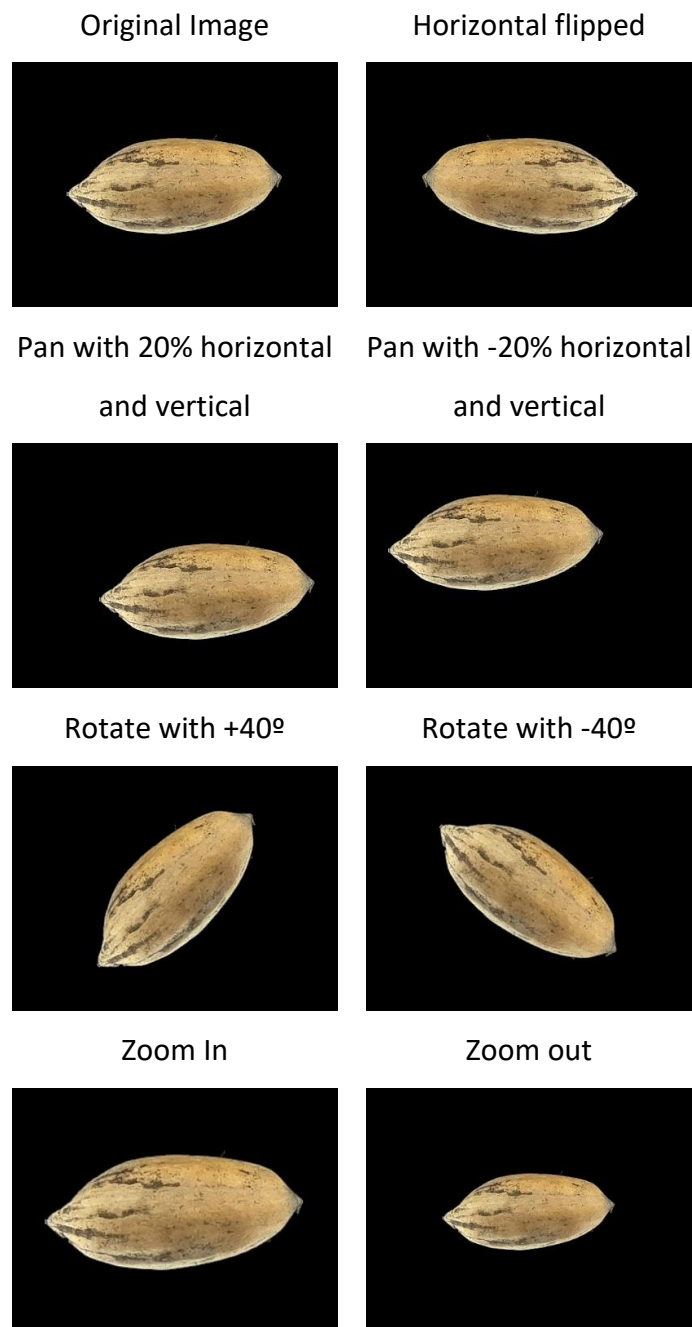 Original Image
Horizontal flipped
Pan with 20% horizontal
and vertical
Pan with -20% horizontal
and vertical
Rotate with +40º
Rotate with -40º
Zoom In
Zoom out